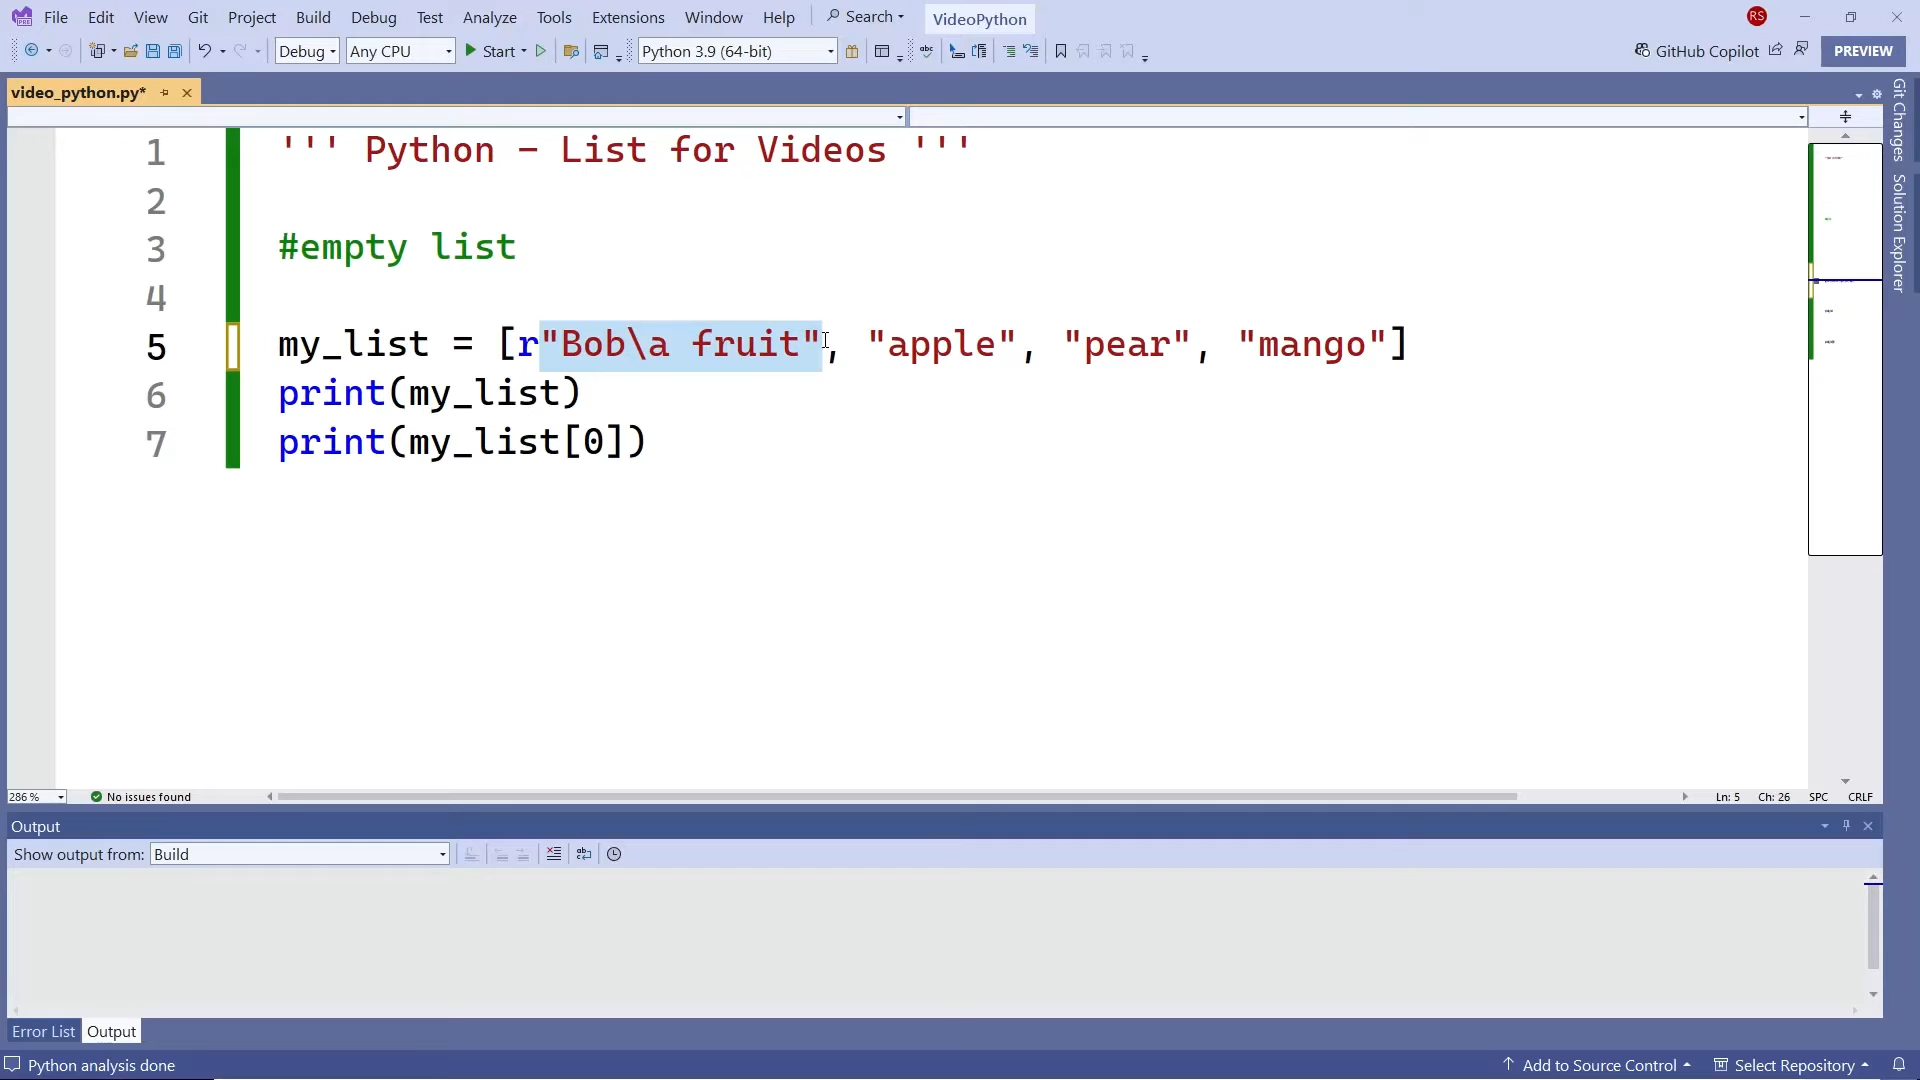 File Edit View Git Project Build Debug Test Analyze Tools Extensions Window Help Search VideoPython RS
Debug Any CPU Start Python 3.9 (64-bit) abc GitHub Copilot PREVIEW
video_python.py*
Git Changes
Solution Explorer
1 ''' Python - List for Videos '''
2
3 #empty list
4
5 my_list = [r"Bob\a fruit", "apple", "pear", "mango"]
6 print(my_list)
7 print(my_list[0])
286 % No issues found Ln: 5 Ch: 26 SPC CRLF
Output
Show output from: Build
Error List Output
Python analysis done Add to Source Control Select Repository